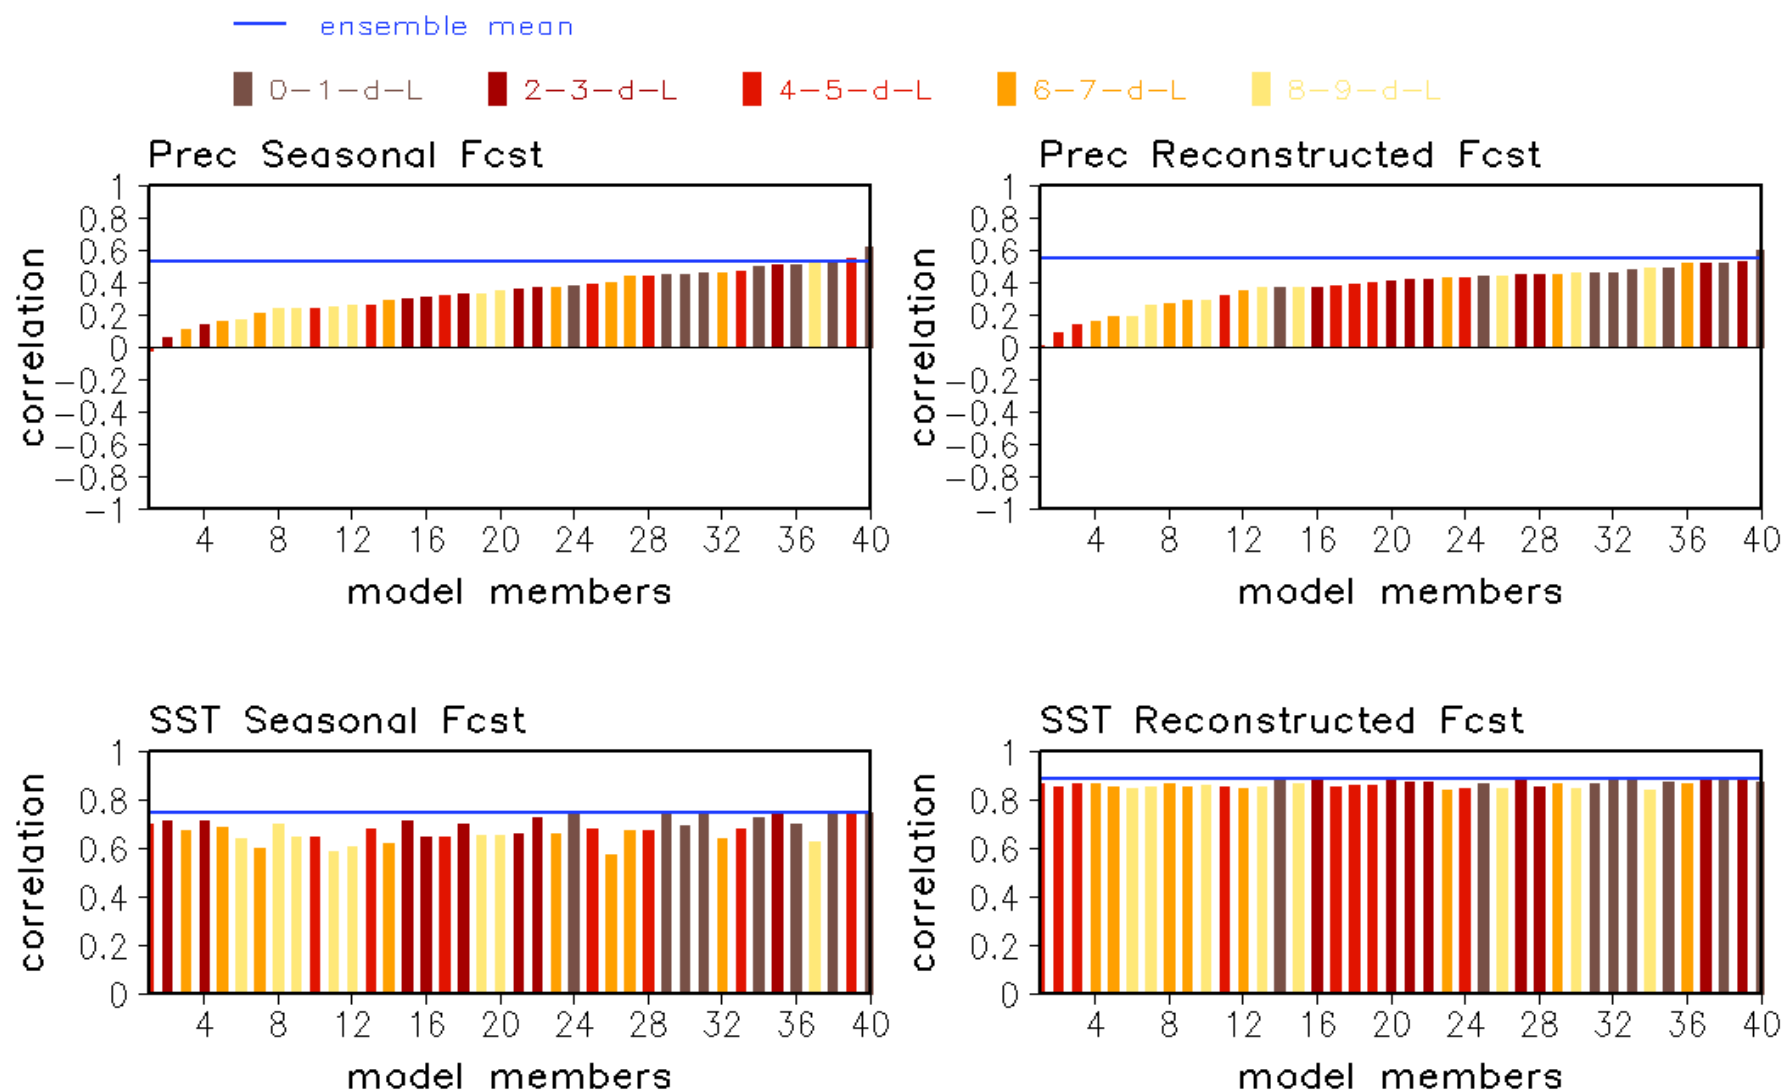 ensemble mean
0-1-d-L 2-3-d-L 4-5-d-L 6-7-d-L 8-9-d-L
Prec Seasonal Fcst
1
0.8
0.6
0.4
0.2
0
-0.2
-0.4
-0.6
-0.8
-1
correlation
4 8 12 16 20 24 28 32 36 40
model members
Prec Reconstructed Fcst
1
0.8
0.6
0.4
0.2
0
-0.2
-0.4
-0.6
-0.8
-1
correlation
4 8 12 16 20 24 28 32 36 40
model members
SST Seasonal Fcst
1
0.8
0.6
0.4
0.2
0
correlation
4 8 12 16 20 24 28 32 36 40
model members
SST Reconstructed Fcst
1
0.8
0.6
0.4
0.2
0
correlation
4 8 12 16 20 24 28 32 36 40
model members